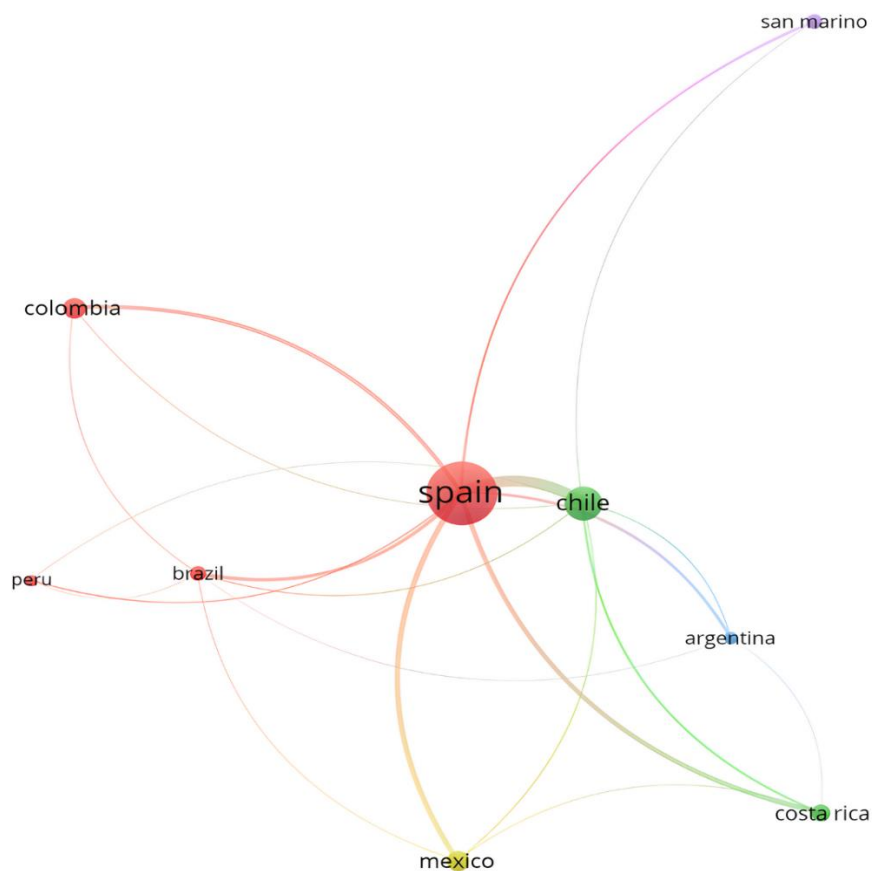 san marino
colombia
spain
chile
peru
brazil
argentina
costa rica
mexico